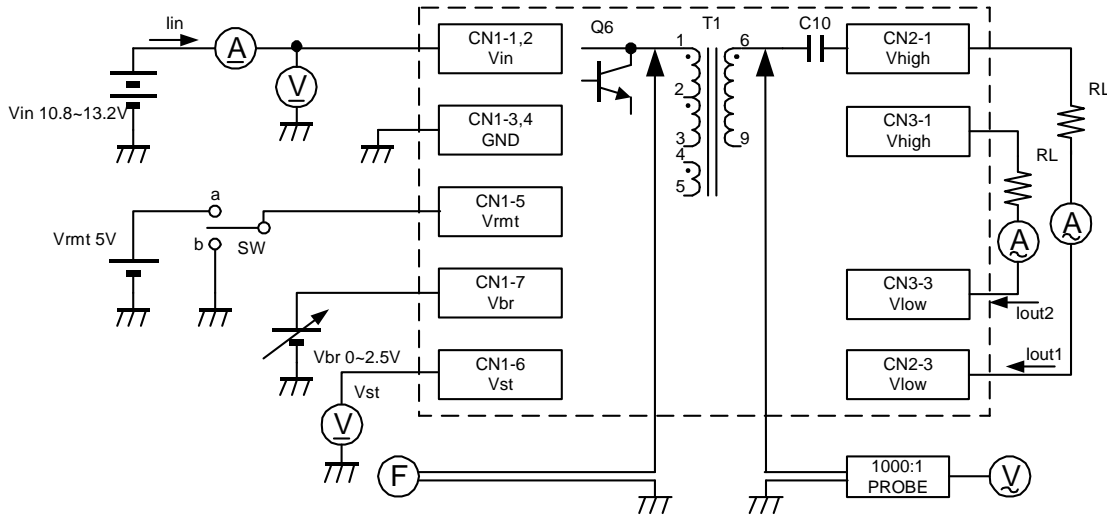 Iin
A
V
Vin 10.8~13.2V
CN1-1,2
Vin
CN1-3,4
GND
a
b
SW
Vrmt 5V
CN1-5
Vrmt
CN1-7
Vbr
Vbr 0~2.5V
CN1-6
Vst
Vst
V
F
Q6
T1
C10
1
2
3
4
5
6
9
CN2-1
Vhigh
CN3-1
Vhigh
RL
RL
A
A
CN3-3
Vlow
Iout2
Iout1
CN2-3
Vlow
1000:1
PROBE
V